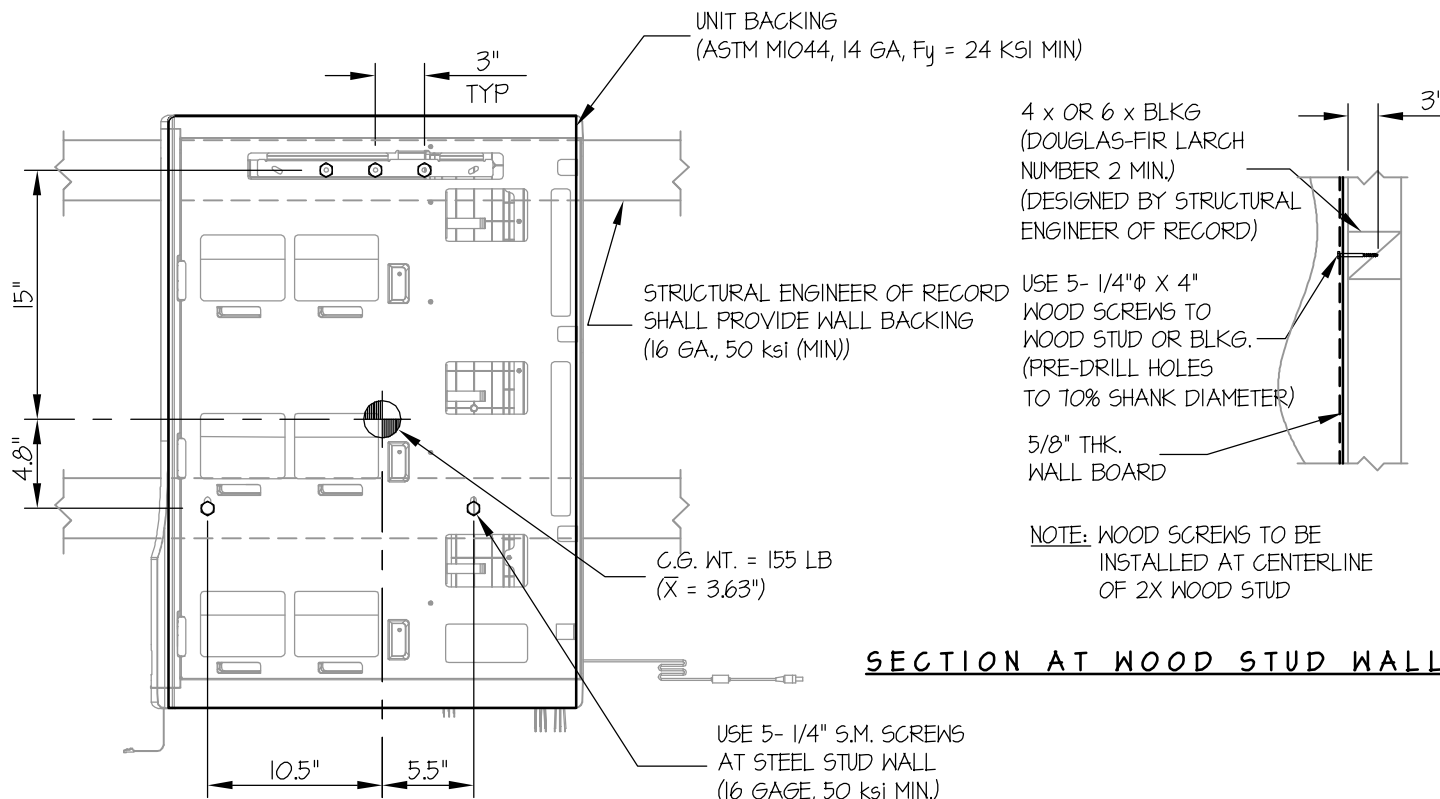 UNIT BACKING
(ASTM M1044, 14 GA, Fy = 24 KSI MIN)
3"
TYP
15"
4.8"
STRUCTURAL ENGINEER OF RECORD
SHALL PROVIDE WALL BACKING
(16 GA., 50 ksi (MIN))
C.G. WT. = 155 LB
(X̅ = 3.63")
USE 5- 1/4" S.M. SCREWS
AT STEEL STUD WALL
(16 GAGE, 50 ksi MIN.)
10.5"
5.5"
4 x OR 6 x BLKG
(DOUGLAS-FIR LARCH
NUMBER 2 MIN.)
(DESIGNED BY STRUCTURAL
ENGINEER OF RECORD)
3"
USE 5- 1/4"Φ X 4"
WOOD SCREWS TO
WOOD STUD OR BLKG.
(PRE-DRILL HOLES
TO 70% SHANK DIAMETER)
5/8" THK.
WALL BOARD
NOTE: WOOD SCREWS TO BE
INSTALLED AT CENTERLINE
OF 2X WOOD STUD
SECTION AT WOOD STUD WALL